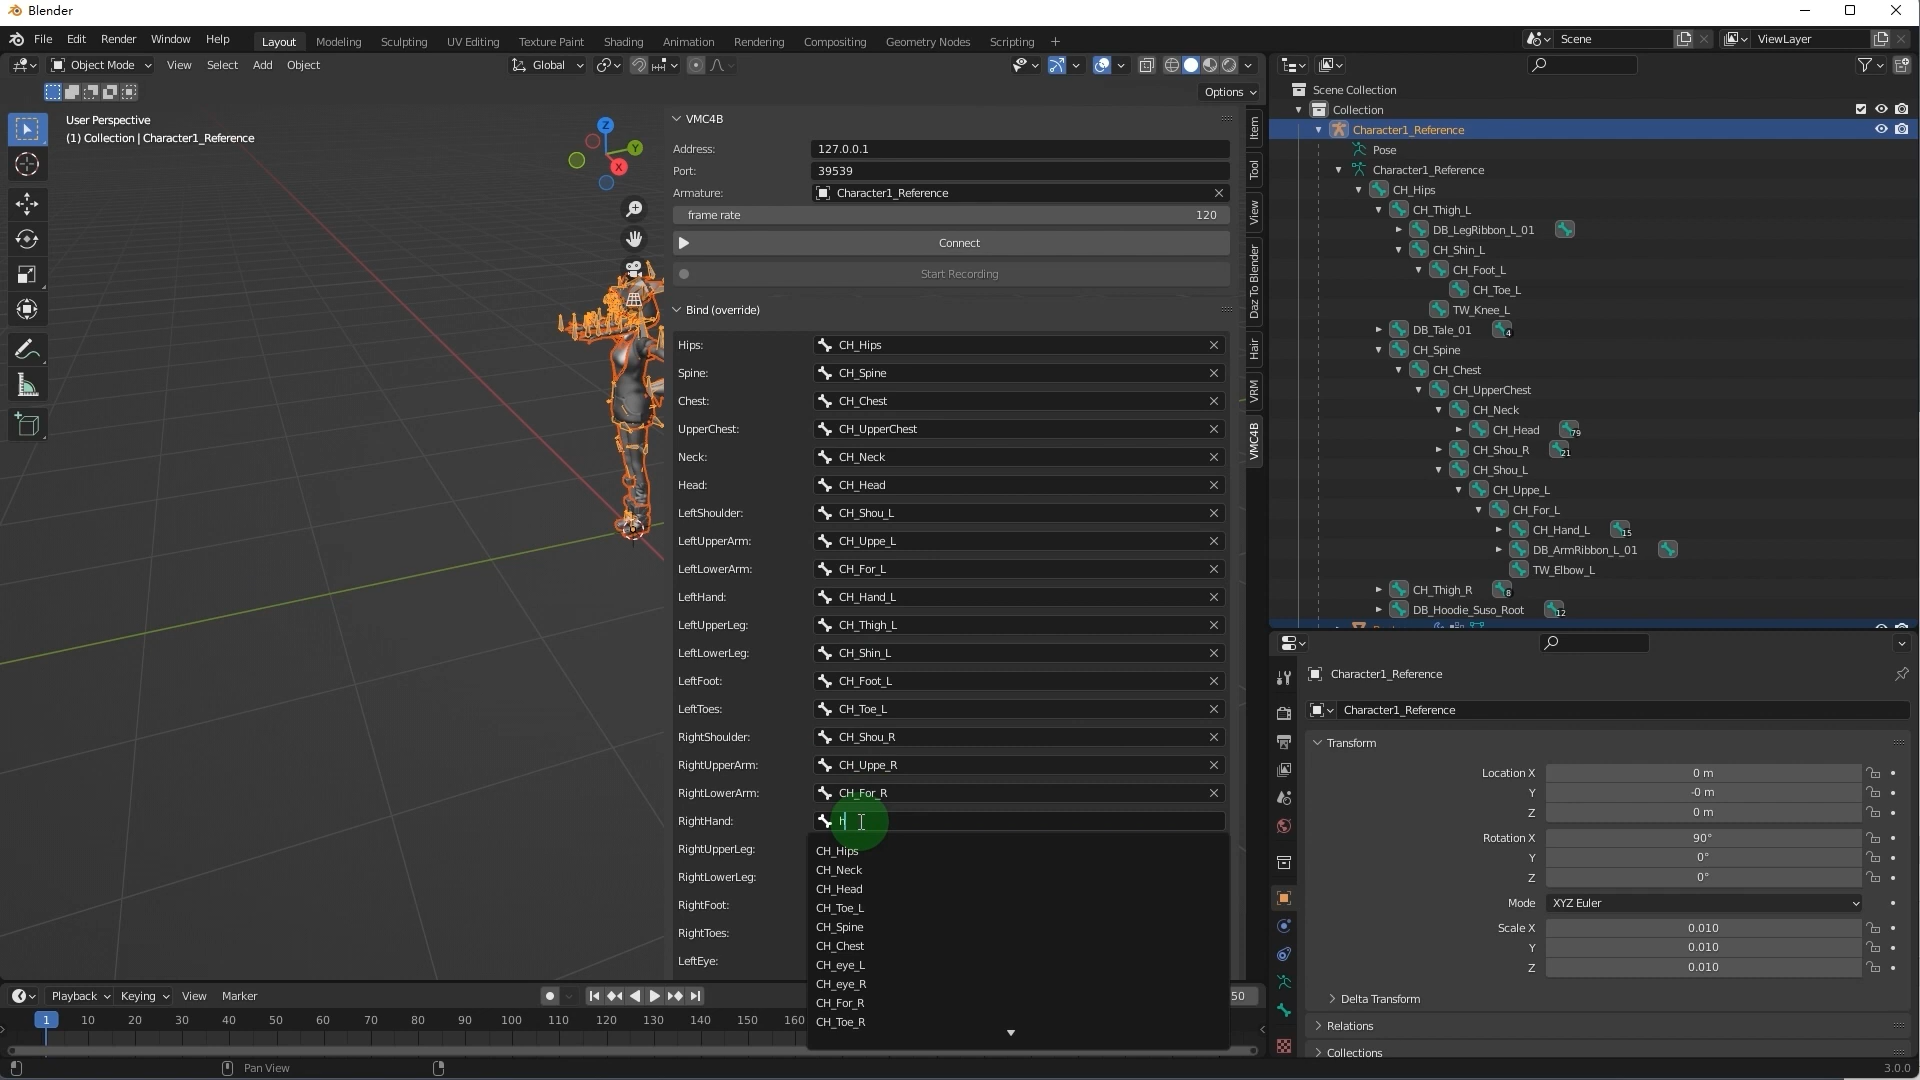 Blender
File Edit Render Window Help
Layout Modeling Sculpting UV Editing Texture Paint Shading Animation Rendering Compositing Geometry Nodes Scripting +
Scene
ViewLayer
Object Mode View Select Add Object
Global
Options
User Perspective
(1) Collection | Character1_Reference
Z
Y
X
VMC4B
Address: 127.0.0.1
Port: 39539
Armature: Character1_Reference
frame rate 120
Connect
Start Recording
Bind (override)
Hips: CH_Hips
Spine: CH_Spine
Chest: CH_Chest
UpperChest: CH_UpperChest
Neck: CH_Neck
Head: CH_Head
LeftShoulder: CH_Shou_L
LeftUpperArm: CH_Uppe_L
LeftLowerArm: CH_For_L
LeftHand: CH_Hand_L
LeftUpperLeg: CH_Thigh_L
LeftLowerLeg: CH_Shin_L
LeftFoot: CH_Foot_L
LeftToes: CH_Toe_L
RightShoulder: CH_Shou_R
RightUpperArm: CH_Uppe_R
RightLowerArm: CH_For_R
RightHand: h
RightUpperLeg:
RightLowerLeg:
RightFoot:
RightToes:
LeftEye:
CH_Hips
CH_Neck
CH_Head
CH_Toe_L
CH_Spine
CH_Chest
CH_eye_L
CH_eye_R
CH_For_R
CH_Toe_R
Item
Tool
View
Daz To Blender
Hair
VRM
VMC4B
Scene Collection
Collection
Character1_Reference
Pose
Character1_Reference
CH_Hips
CH_Thigh_L
DB_LegRibbon_L_01
CH_Shin_L
CH_Foot_L
CH_Toe_L
TW_Knee_L
DB_Tale_01 4
CH_Spine
CH_Chest
CH_UpperChest
CH_Neck
CH_Head 79
CH_Shou_R 21
CH_Shou_L
CH_Uppe_L
CH_For_L
CH_Hand_L 15
DB_ArmRibbon_L_01
TW_Elbow_L
CH_Thigh_R 8
DB_Hoodie_Suso_Root 12
Character1_Reference
Character1_Reference
Transform
Location X 0 m
Y -0 m
Z 0 m
Rotation X 90°
Y 0°
Z 0°
Mode XYZ Euler
Scale X 0.010
Y 0.010
Z 0.010
Delta Transform
Relations
Collections
Playback Keying View Marker
50
1 10 20 30 40 50 60 70 80 90 100 110 120 130 140 150 160
Pan View
3.0.0